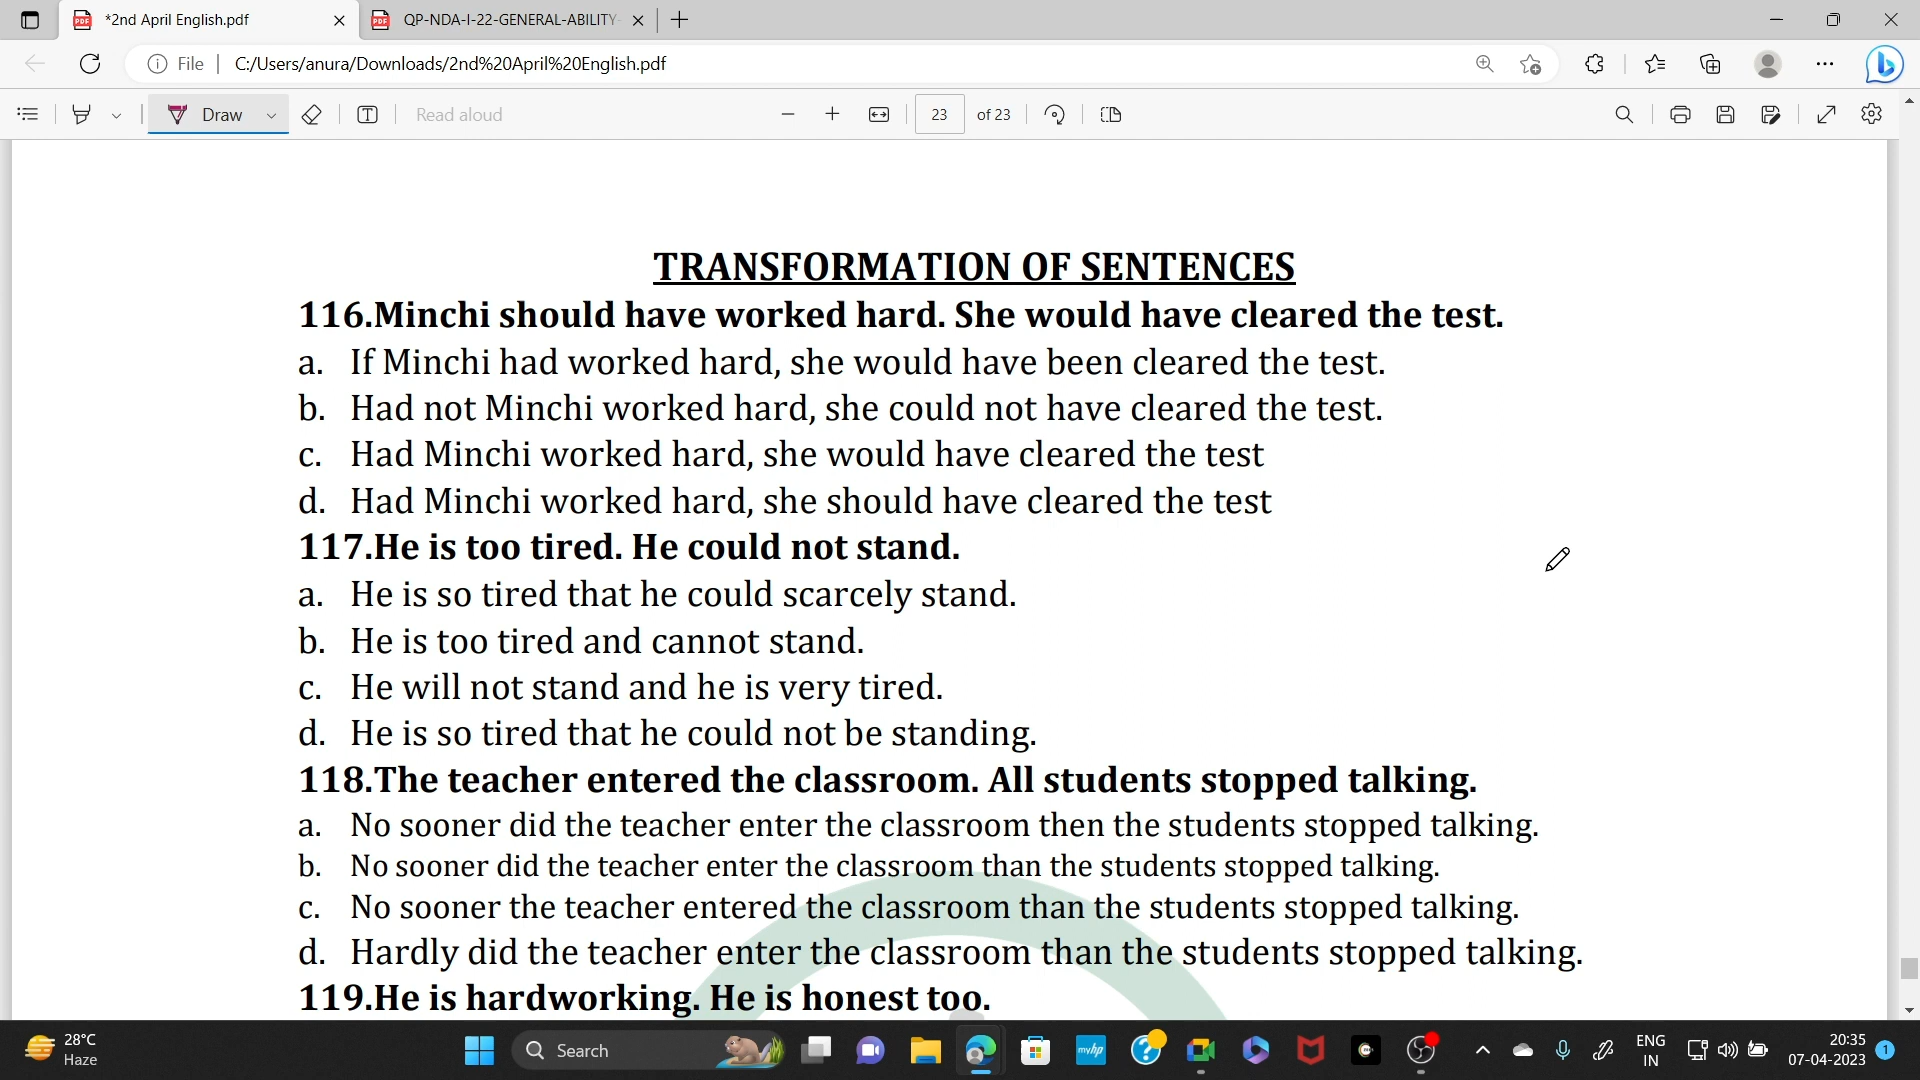 *2nd April English.pdf
QP-NDA-I-22-GENERAL-ABILITY-
File
C:/Users/anura/Downloads/2nd%20April%20English.pdf
Draw
Read aloud
23
of 23
TRANSFORMATION OF SENTENCES
116.Minchi should have worked hard. She would have cleared the test.
a. If Minchi had worked hard, she would have been cleared the test.
b. Had not Minchi worked hard, she could not have cleared the test.
c. Had Minchi worked hard, she would have cleared the test
d. Had Minchi worked hard, she should have cleared the test
117.He is too tired. He could not stand.
a. He is so tired that he could scarcely stand.
b. He is too tired and cannot stand.
c. He will not stand and he is very tired.
d. He is so tired that he could not be standing.
118.The teacher entered the classroom. All students stopped talking.
a. No sooner did the teacher enter the classroom then the students stopped talking.
b. No sooner did the teacher enter the classroom than the students stopped talking.
c. No sooner the teacher entered the classroom than the students stopped talking.
d. Hardly did the teacher enter the classroom than the students stopped talking.
119.He is hardworking. He is honest too.
28°C
Haze
Search
myhp
ENG
IN
20:35
07-04-2023
1